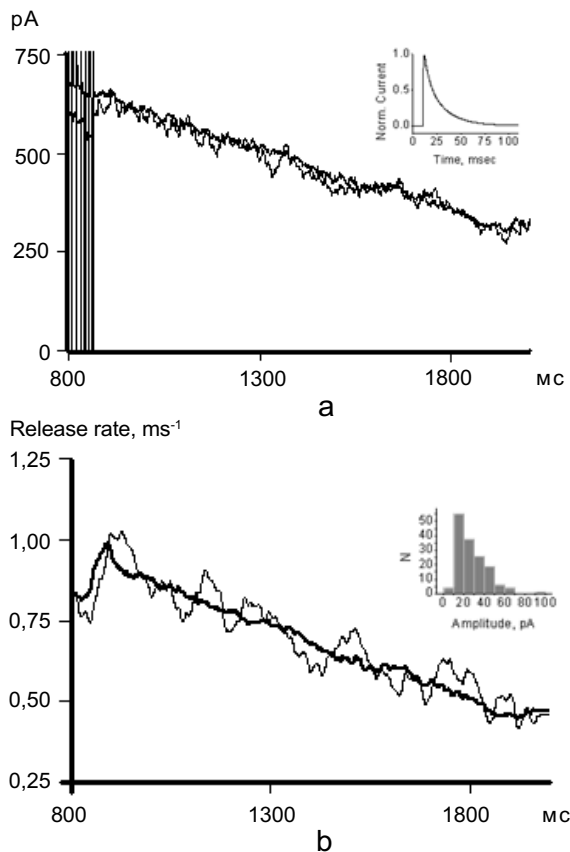 pA
750
500
250
0
800
1300
1800
мс
Norm. Current
1.0
0.5
0.0
0 25 50 75 100
Time, msec
a
Release rate, ms⁻¹
1,25
1,00
0,75
0,50
0,25
800
1300
1800
мс
N
50
40
30
20
10
0
0 20 40 60 80 100
Amplitude, pA
b